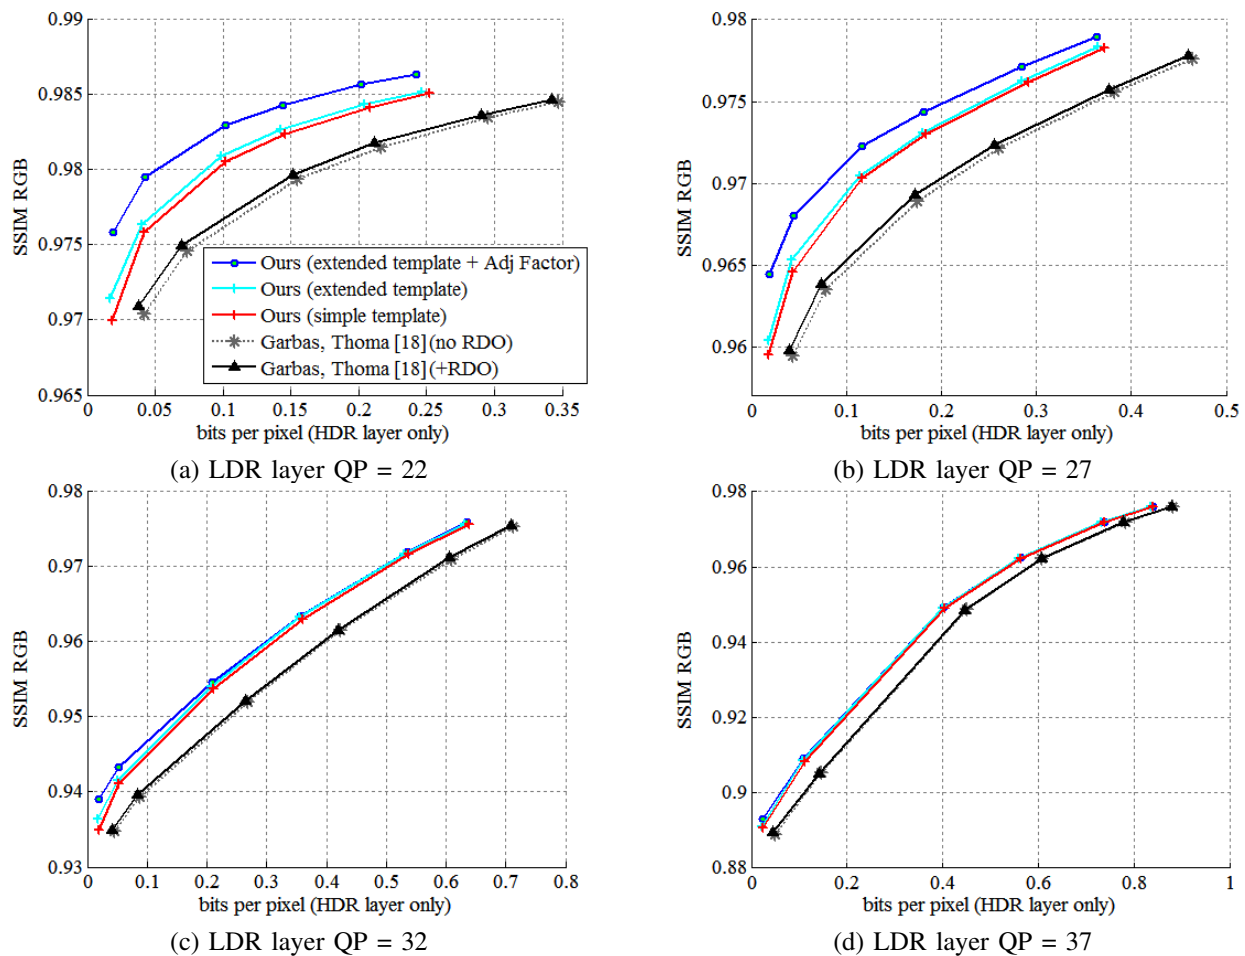 0.99
0.985
0.98
0.975
0.97
0.965
SSIM RGB
Ours (extended template + Adj Factor)
Ours (extended template)
Ours (simple template)
Garbas, Thoma [18](no RDO)
Garbas, Thoma [18](+RDO)
0 0.05 0.1 0.15 0.2 0.25 0.3 0.35
bits per pixel (HDR layer only)
(a) LDR layer QP = 22
0.98
0.975
0.97
0.965
0.96
SSIM RGB
0 0.1 0.2 0.3 0.4 0.5
bits per pixel (HDR layer only)
(b) LDR layer QP = 27
0.98
0.97
0.96
0.95
0.94
0.93
SSIM RGB
0 0.1 0.2 0.3 0.4 0.5 0.6 0.7 0.8
bits per pixel (HDR layer only)
(c) LDR layer QP = 32
0.98
0.96
0.94
0.92
0.9
0.88
SSIM RGB
0 0.2 0.4 0.6 0.8 1
bits per pixel (HDR layer only)
(d) LDR layer QP = 37